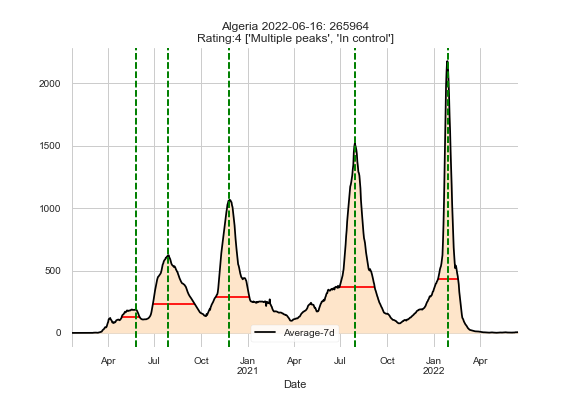 Algeria 2022-06-16: 265964
Rating:4 ['Multiple peaks', 'In control']
2000
1500
1000
500
0
Average-7d
Apr
Jul
Oct
Jan
2021
Apr
Jul
Oct
Jan
2022
Apr
Date